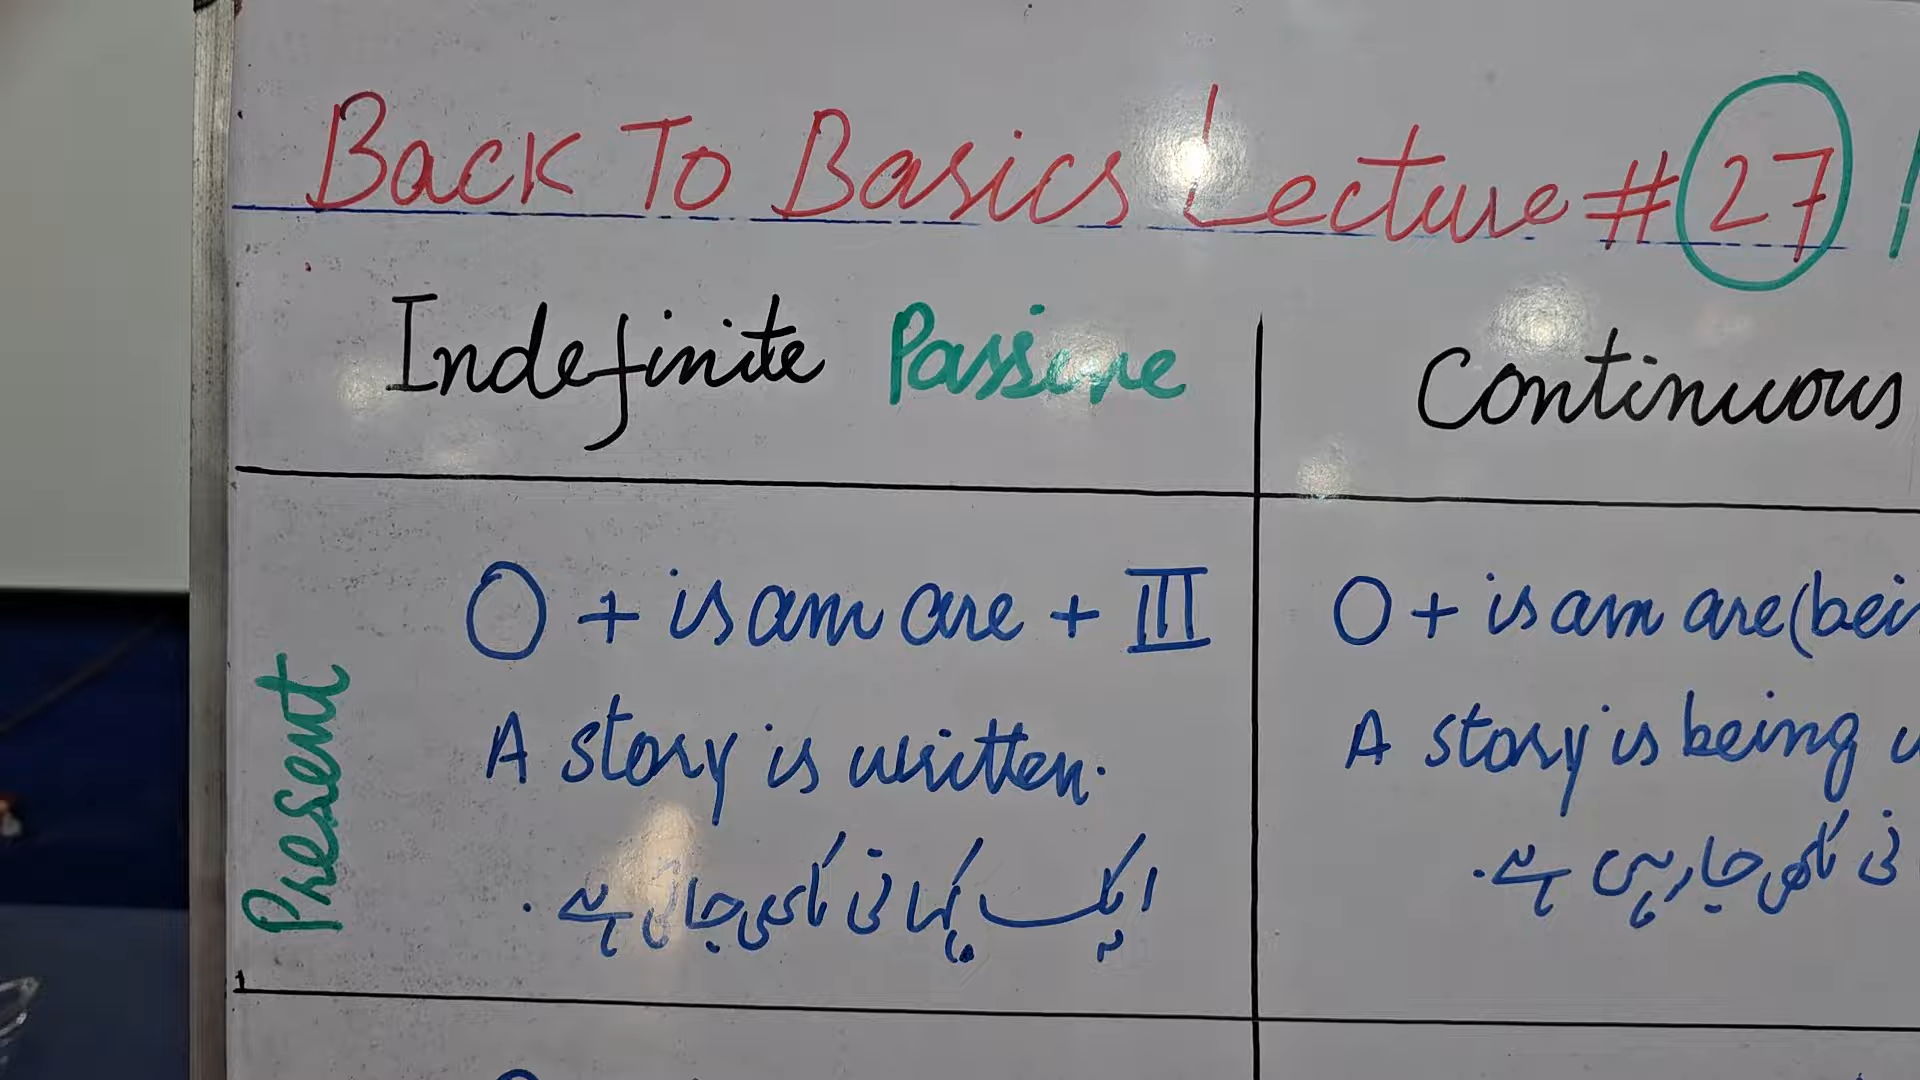 Back To Basics Lecture # 27
Indefinite Passive
Continuous
Present
O + is am are + III
A story is written.
ایک کہانی لکھی جاتی ہے۔
O + is am are (bei
A story is being
نی لکھی جا رہی ہے۔